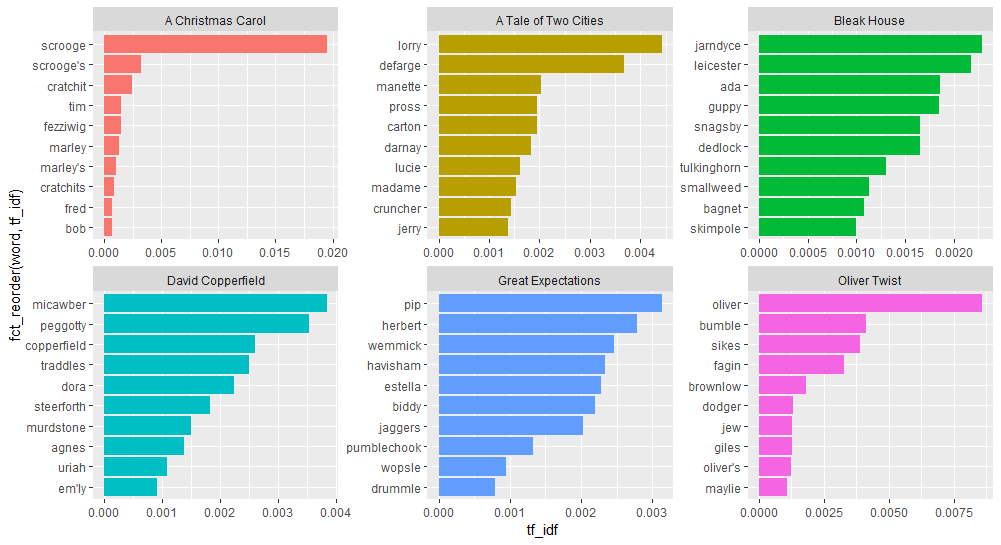 A Christmas Carol
scrooge
scrooge's
cratchit
tim
fezziwig
marley
marley's
cratchits
fred
bob
0.000 0.005 0.010 0.015 0.020
A Tale of Two Cities
lorry
defarge
manette
pross
carton
darnay
lucie
madame
cruncher
jerry
0.000 0.001 0.002 0.003 0.004
Bleak House
jarndyce
leicester
ada
guppy
snagsby
dedlock
tulkinghorn
smallweed
bagnet
skimpole
0.0000 0.0005 0.0010 0.0015 0.0020
fct_reorder(word, tf_idf)
David Copperfield
micawber
peggotty
copperfield
traddles
dora
steerforth
murdstone
agnes
uriah
em'ly
0.000 0.001 0.002 0.003 0.004
Great Expectations
pip
herbert
wemmick
havisham
estella
biddy
jaggers
pumblechook
wopsle
drummle
0.000 0.001 0.002 0.003
Oliver Twist
oliver
bumble
sikes
fagin
brownlow
dodger
jew
giles
oliver's
maylie
0.0000 0.0025 0.0050 0.0075
tf_idf